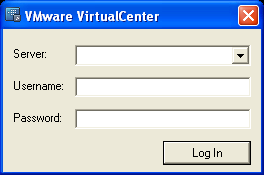 VMware VirtualCenter
Server:
Username:
Password:
Log In